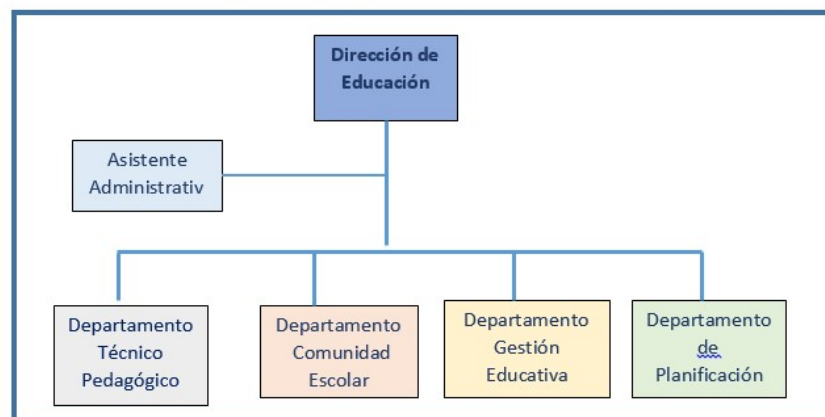 Dirección de
Educación
Asistente
Administrativ
Departamento
Técnico
Pedagógico
Departamento
Comunidad
Escolar
Departamento
Gestión
Educativa
Departamento
de
Planificación